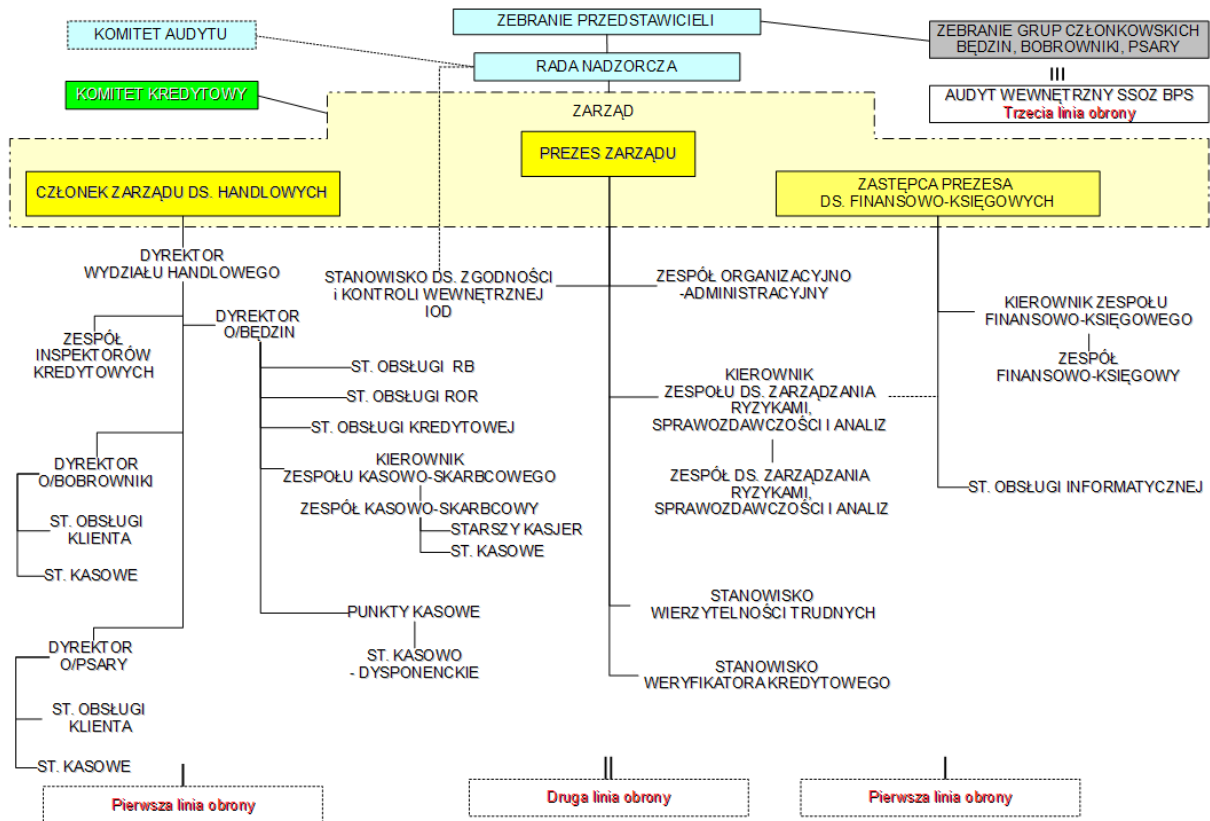 ZEBRANIE PRZEDSTAWICIELI
KOMITET AUDYTU
ZEBRANIE GRUP CZŁONKOWSKICH
BĘDZIN, BOBROWNIKI, PSARY
RADA NADZORCZA
III
KOMITET KREDYTOWY
AUDYT WEWNĘTRZNY SSOZ BPS
Trzecia linia obrony
ZARZĄD
PREZES ZARZĄDU
CZŁONEK ZARZĄDU DS. HANDLOWYCH
ZASTĘPCA PREZESA
DS. FINANSOWO-KSIĘGOWYCH
DYREKTOR
WYDZIAŁU HANDLOWEGO
STANOWISKO DS. ZGODNOŚCI
i KONTROLI WEWNĘTRZNEJ
IOD
ZESPÓŁ ORGANIZACYJNO
-ADMINISTRACYJNY
KIEROWNIK ZESPOŁU
FINANSOWO-KSIĘGOWEGO
ZESPÓŁ
FINANSOWO-KSIĘGOWY
ZESPÓŁ
INSPEKTORÓW
KREDYTOWYCH
DYREKTOR
O/BĘDZIN
ST. OBSŁUGI RB
ST. OBSŁUGI ROR
ST. OBSŁUGI KREDYTOWEJ
KIEROWNIK
ZESPOŁU KASOWO-SKARBCOWEGO
ZESPÓŁ KASOWO-SKARBCOWY
STARSZY KASJER
ST. KASOWE
KIEROWNIK
ZESPOŁU DS. ZARZĄDZANIA
RYZYKAMI,
SPRAWOZDAWCZOŚCI I ANALIZ
ZESPÓŁ DS. ZARZĄDZANIA
RYZYKAMI,
SPRAWOZDAWCZOŚCI I ANALIZ
ST. OBSŁUGI INFORMATYCZNEJ
DYREKTOR
O/BOBROWNIKI
ST. OBSŁUGI
KLIENTA
ST. KASOWE
PUNKTY KASOWE
ST. KASOWO
- DYSPONENCKIE
STANOWISKO
WIERZYTELNOŚCI TRUDNYCH
STANOWISKO
WERYFIKATORA KREDYTOWEGO
DYREKTOR
O/PSARY
ST. OBSŁUGI
KLIENTA
ST. KASOWE
I
Pierwsza linia obrony
II
Druga linia obrony
I
Pierwsza linia obrony